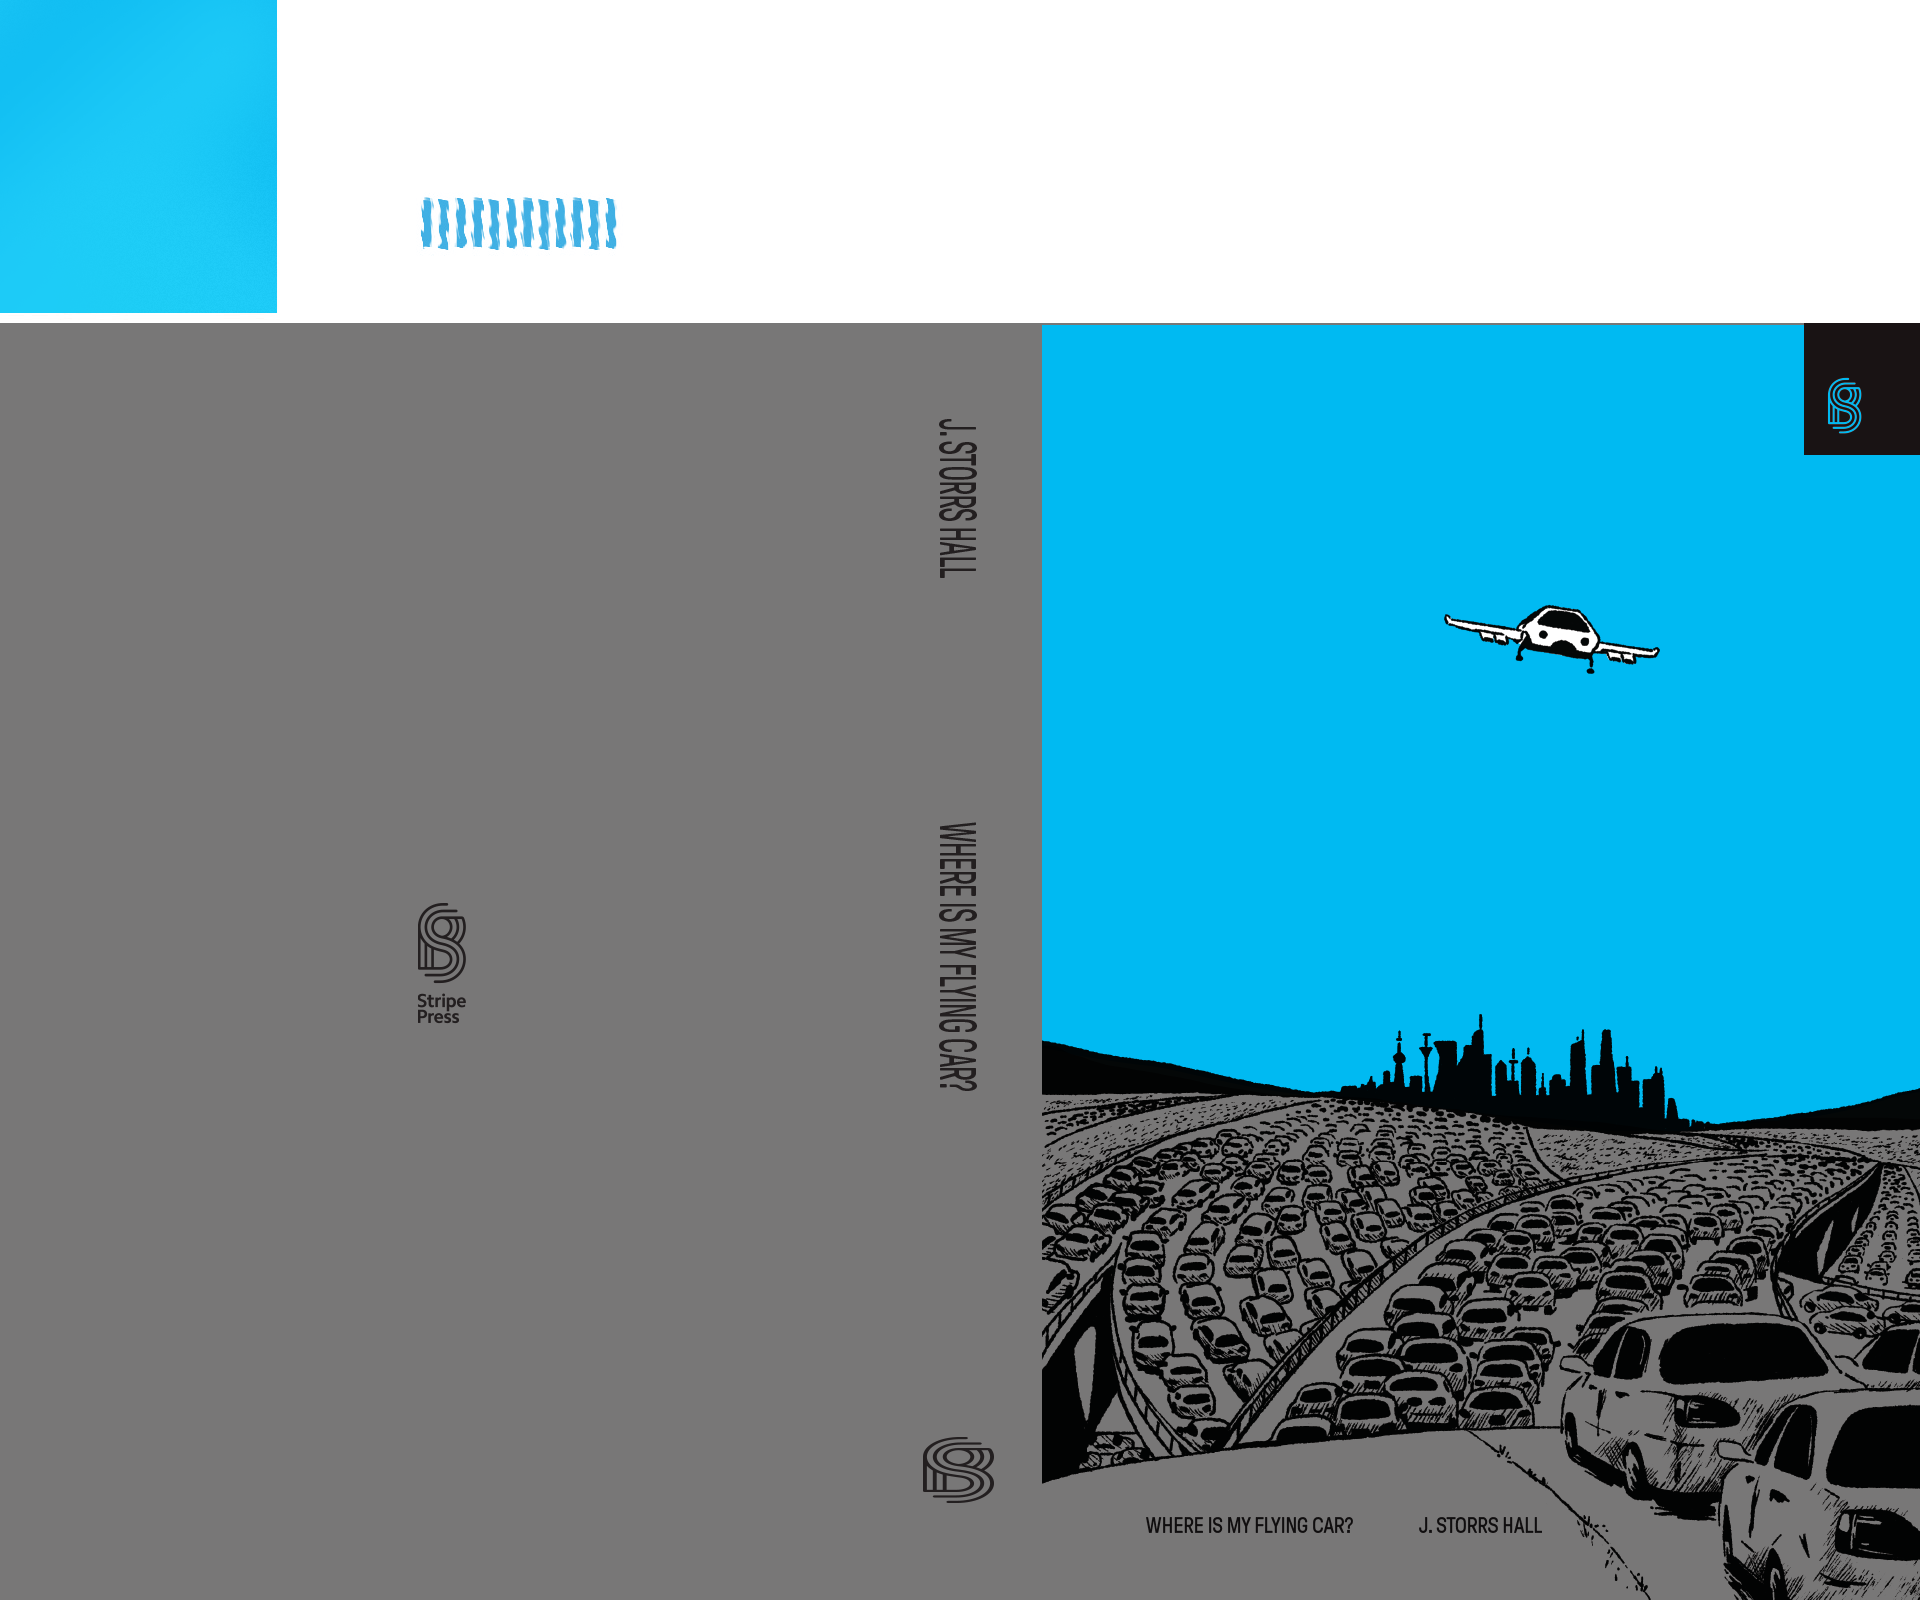 J. STORRS HALL
WHERE IS MY FLYING CAR?
Stripe
Press
WHERE IS MY FLYING CAR? J. STORRS HALL